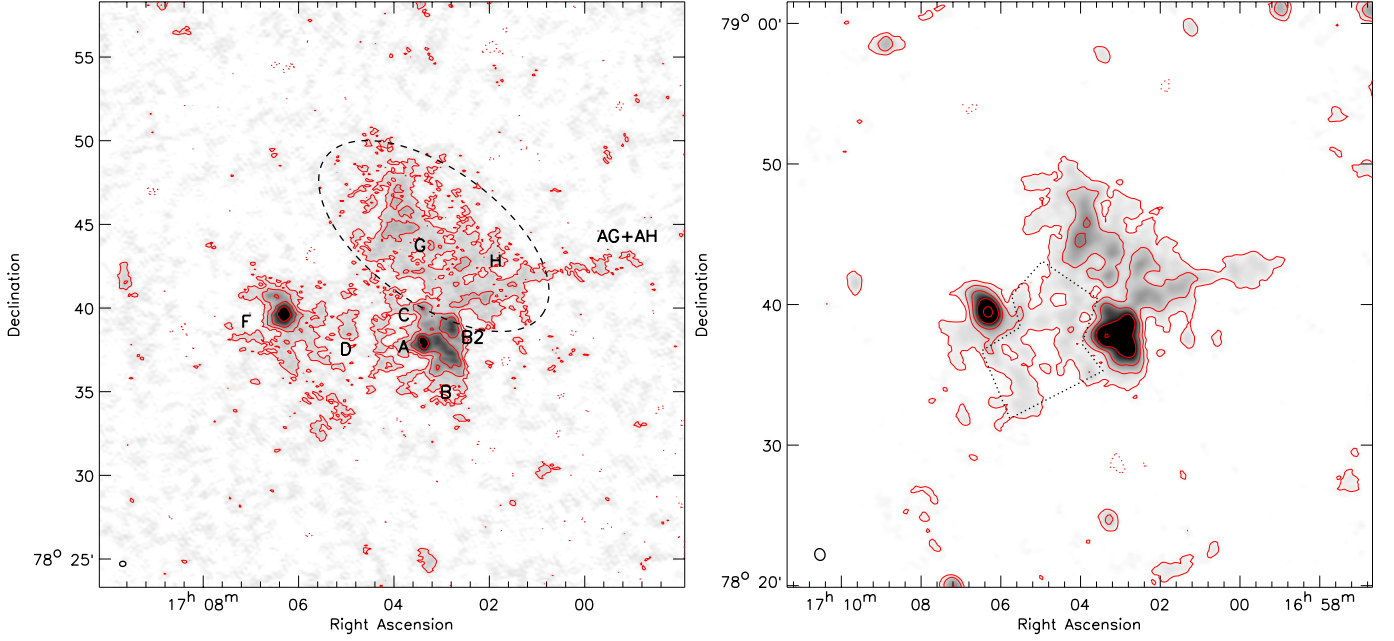 55
50
45
40
35
30
78° 25'
Declination
17ʰ 08ᵐ 06 04 02 00
Right Ascension
G
H
AG+AH
F
C
D
A
B2
B
79° 00'
50
40
30
78° 20'
Declination
17ʰ 10ᵐ 08 06 04 02 00 16ʰ 58ᵐ
Right Ascension